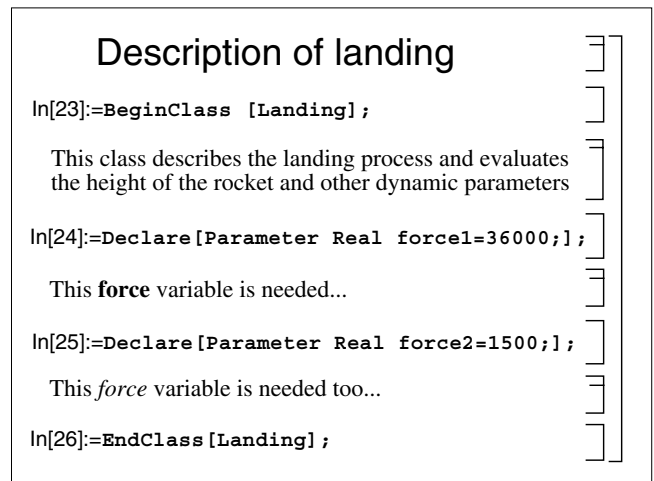 Description of landing
In[23]:=BeginClass [Landing];
This class describes the landing process and evaluates
the height of the rocket and other dynamic parameters
In[24]:=Declare[Parameter Real force1=36000;];
This force variable is needed...
In[25]:=Declare[Parameter Real force2=1500;];
This force variable is needed too...
In[26]:=EndClass[Landing];